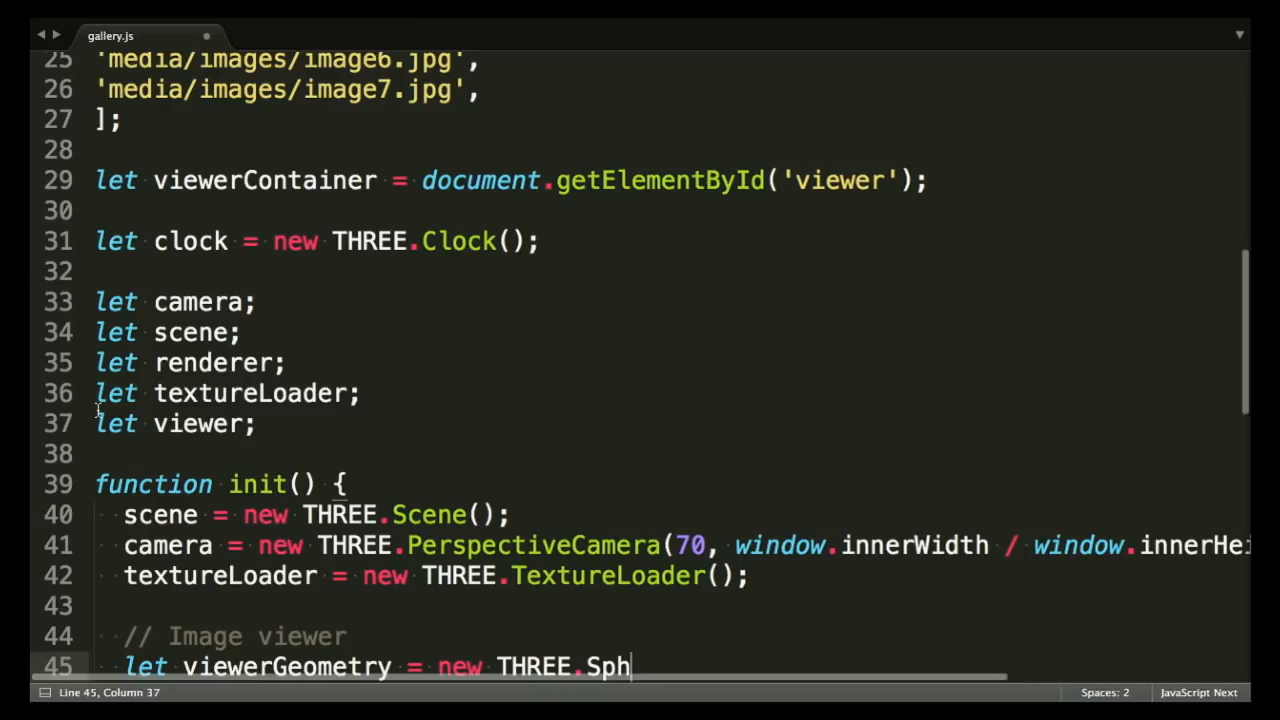 gallery.js
25 'media/images/image6.jpg',
26 'media/images/image7.jpg',
27 ];
28
29 let viewerContainer = document.getElementById('viewer');
30
31 let clock = new THREE.Clock();
32
33 let camera;
34 let scene;
35 let renderer;
36 let textureLoader;
37 let viewer;
38
39 function init() {
40 scene = new THREE.Scene();
41 camera = new THREE.PerspectiveCamera(70, window.innerWidth / window.innerHei
42 textureLoader = new THREE.TextureLoader();
43
44 // Image viewer
45 let viewerGeometry = new THREE.Sph
Line 45, Column 37 Spaces: 2 JavaScript Next